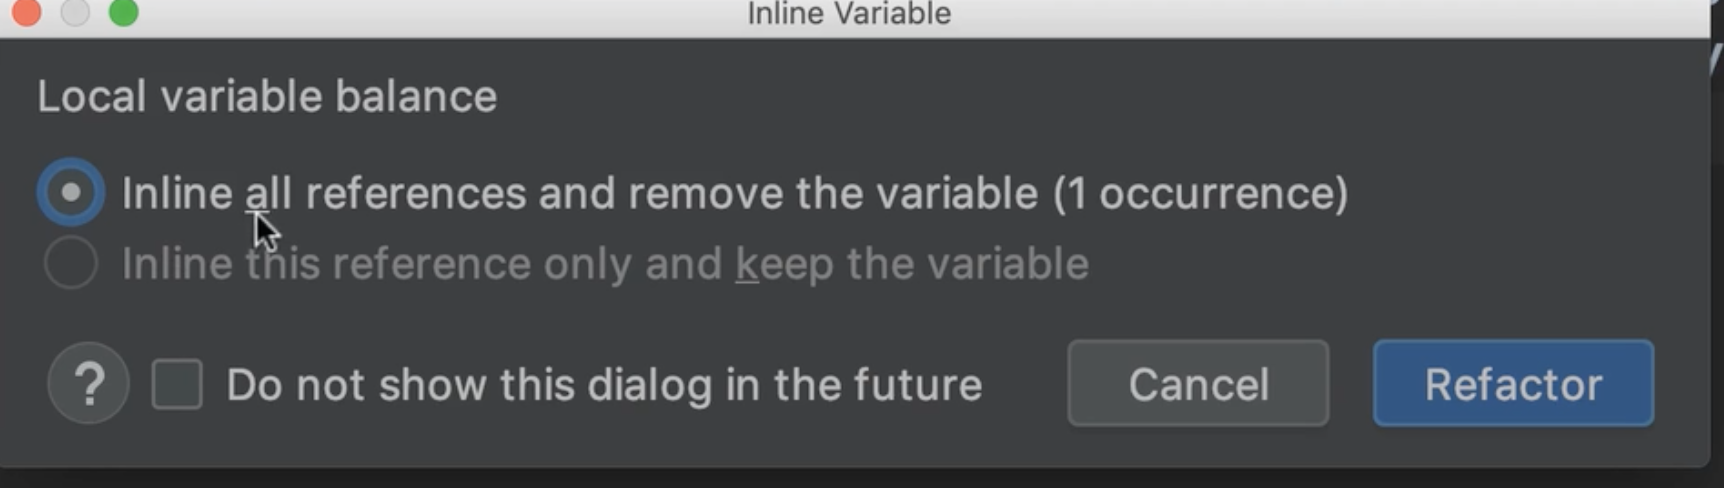 Inline Variable
Local variable balance
Inline all references and remove the variable (1 occurrence)
Inline this reference only and keep the variable
? Do not show this dialog in the future Cancel Refactor